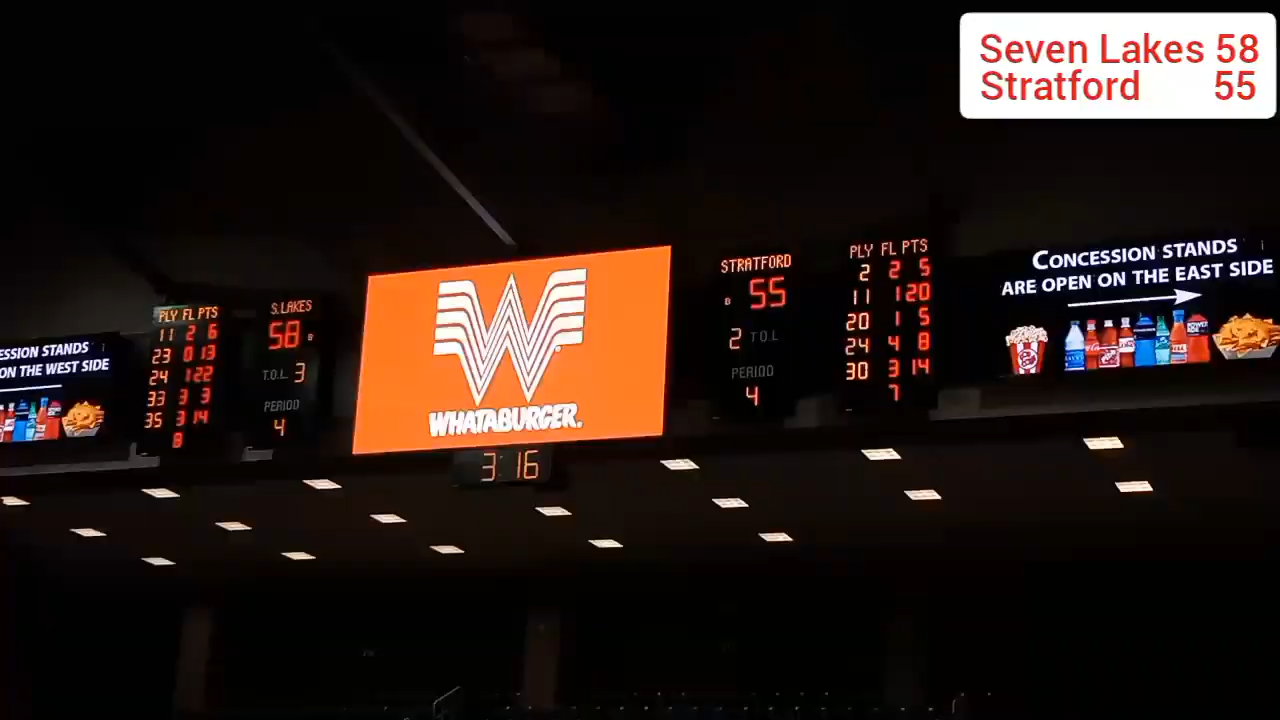 Seven Lakes 58
Stratford 55
ESSION STANDS
ON THE WEST SIDE
PLY FL PTS
11 2 6
23 0 13
24 1 22
33 3 3
35 3 14
8
S.LAKES
58 B
T.O.L. 3
PERIOD
4
WHATABURGER.
3:16
STRATFORD
B 55
2 T.O.L
PERIOD
4
PLY FL PTS
2 2 5
11 1 20
20 1 5
24 4 8
30 3 14
7
CONCESSION STANDS
ARE OPEN ON THE EAST SIDE